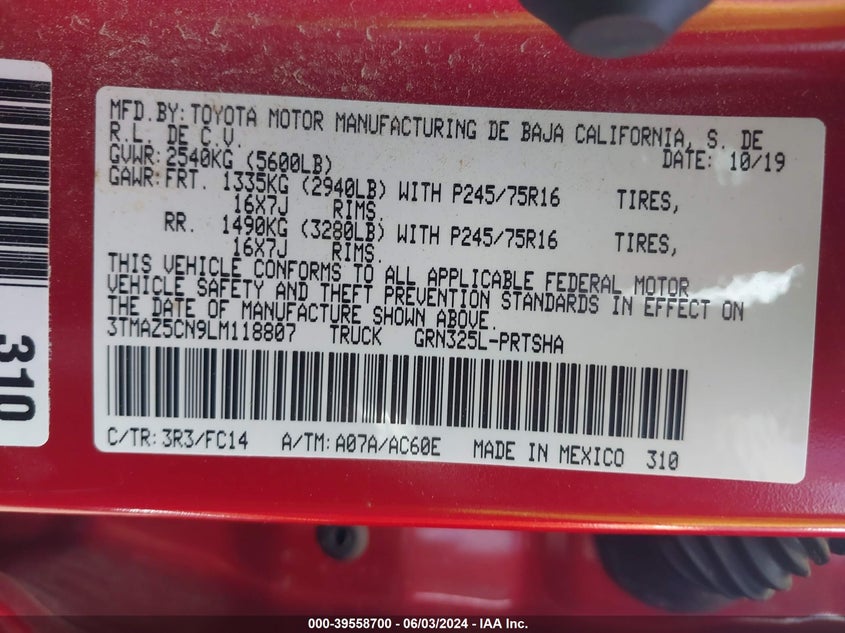 MFD.BY: TOYOTA MOTOR MANUFACTURING DE BAJA CALIFORNIA, S. DE
R.L. DE C.V.
DATE: 10/19
GVWR: 2540KG (5600LB)
GAWR: FRT. 1335KG (2940LB) WITH P245/75R16 TIRES,
16X7J RIMS.
RR. 1490KG (3280LB) WITH P245/75R16 TIRES,
16X7J RIMS.
THIS VEHICLE CONFORMS TO ALL APPLICABLE FEDERAL MOTOR
VEHICLE SAFETY AND THEFT PREVENTION STANDARDS IN EFFECT ON
THE DATE OF MANUFACTURE SHOWN ABOVE.
3TMAZ5CN9LM118807 TRUCK GRN325L-PRTSHA
C/TR: 3R3/FC14 A/TM: A07A/AC60E MADE IN MEXICO 310
310
000-39558700 - 06/03/2024 - IAA Inc.